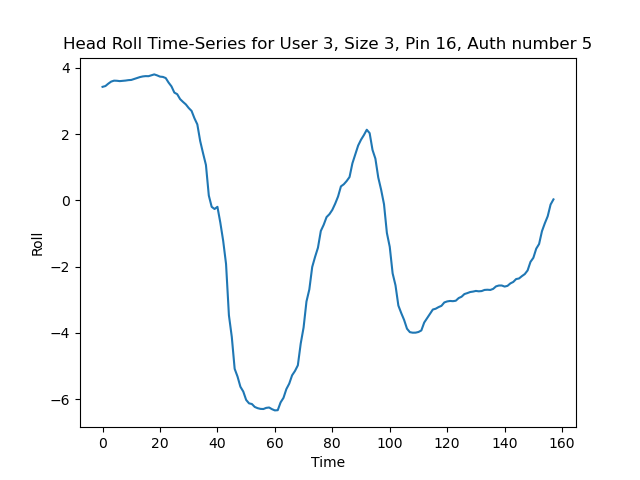 Head Roll Time-Series for User 3, Size 3, Pin 16, Auth number 5
4
2
0
−2
−4
−6
Roll
0 20 40 60 80 100 120 140 160
Time